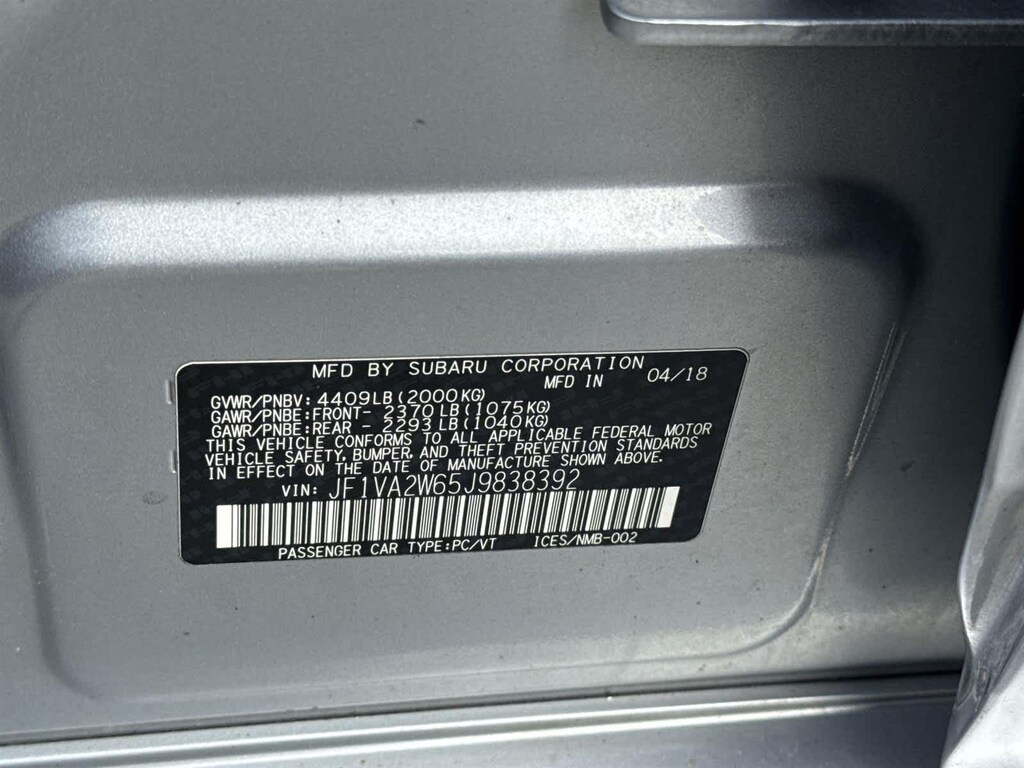 MFD BY SUBARU CORPORATION
MFD IN 04/18
GVWR/PNBV: 4409LB(2000KG)
GAWR/PNBE:FRONT- 2370LB(1075KG)
GAWR/PNBE:REAR - 2293LB(1040KG)
THIS VEHICLE CONFORMS TO ALL APPLICABLE FEDERAL MOTOR
VEHICLE SAFETY, BUMPER, AND THEFT PREVENTION STANDARDS
IN EFFECT ON THE DATE OF MANUFACTURE SHOWN ABOVE.
VIN: JF1VA2W65J9838392
PASSENGER CAR TYPE:PC/VT ICES/NMB-002